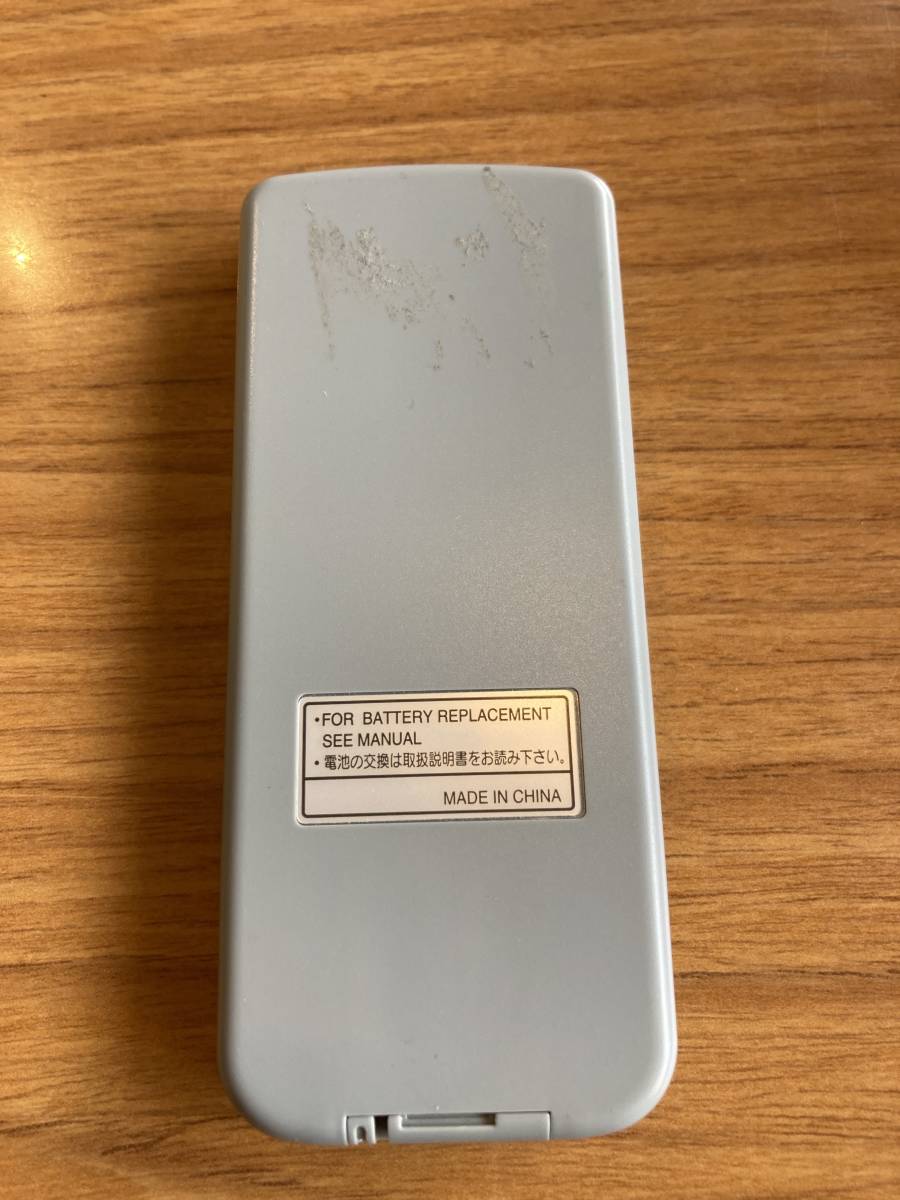 ・FOR BATTERY REPLACEMENT
SEE MANUAL
・電池の交換は取扱説明書をお読み下さい。
MADE IN CHINA